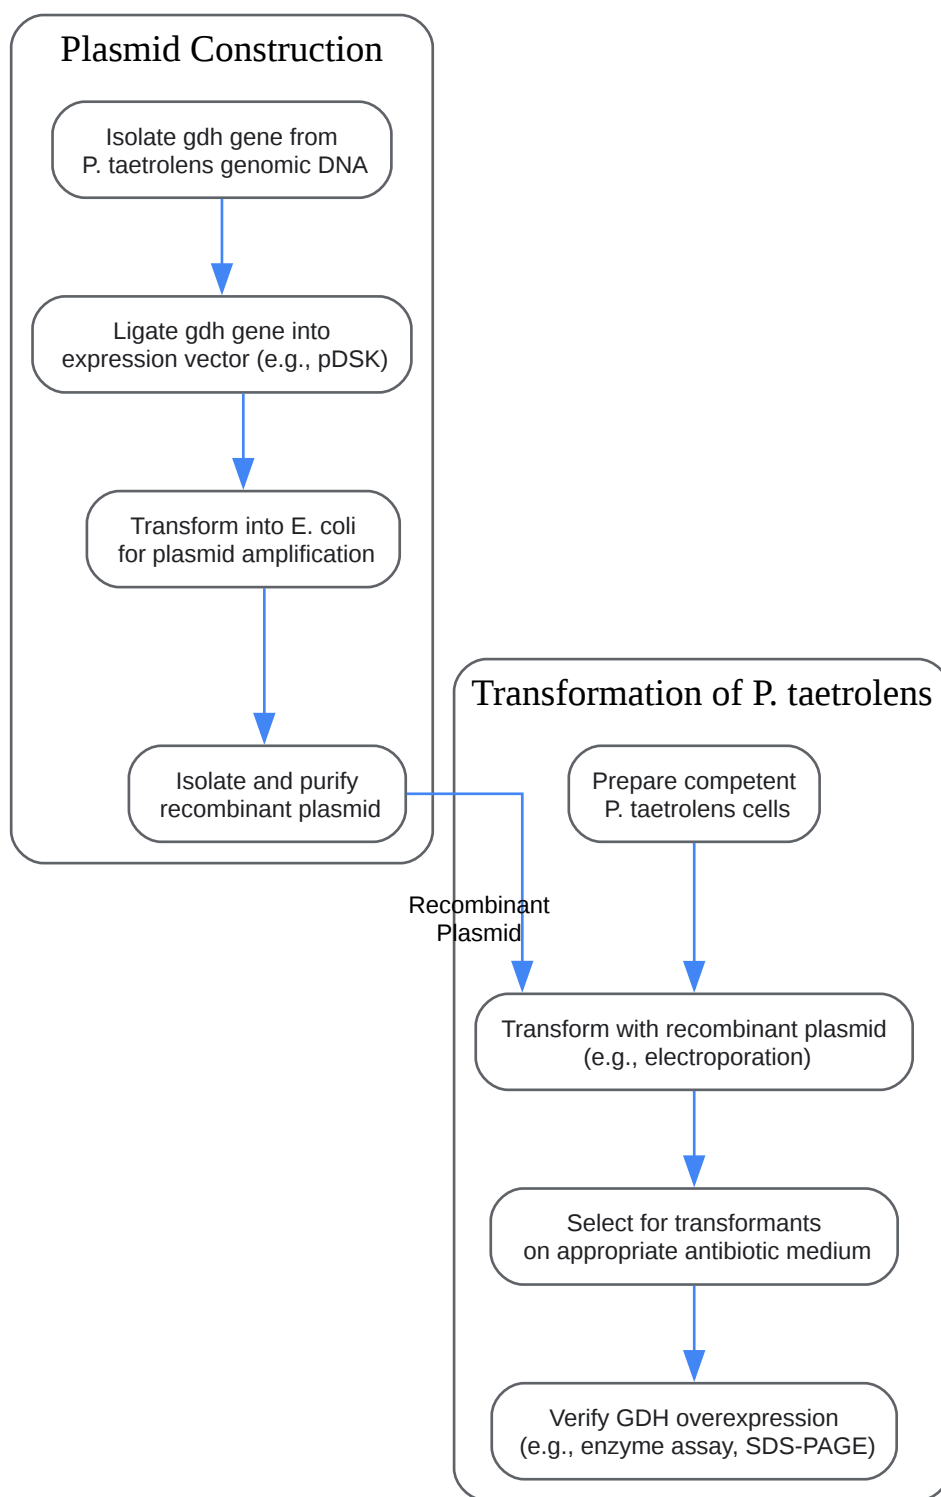 Plasmid Construction
Isolate gdh gene from
P. taetrolens genomic DNA
Ligate gdh gene into
expression vector (e.g., pDSK)
Transform into E. coli
for plasmid amplification
Isolate and purify
recombinant plasmid
Recombinant
Plasmid
Transformation of P. taetrolens
Prepare competent
P. taetrolens cells
Transform with recombinant plasmid
(e.g., electroporation)
Select for transformants
on appropriate antibiotic medium
Verify GDH overexpression
(e.g., enzyme assay, SDS-PAGE)